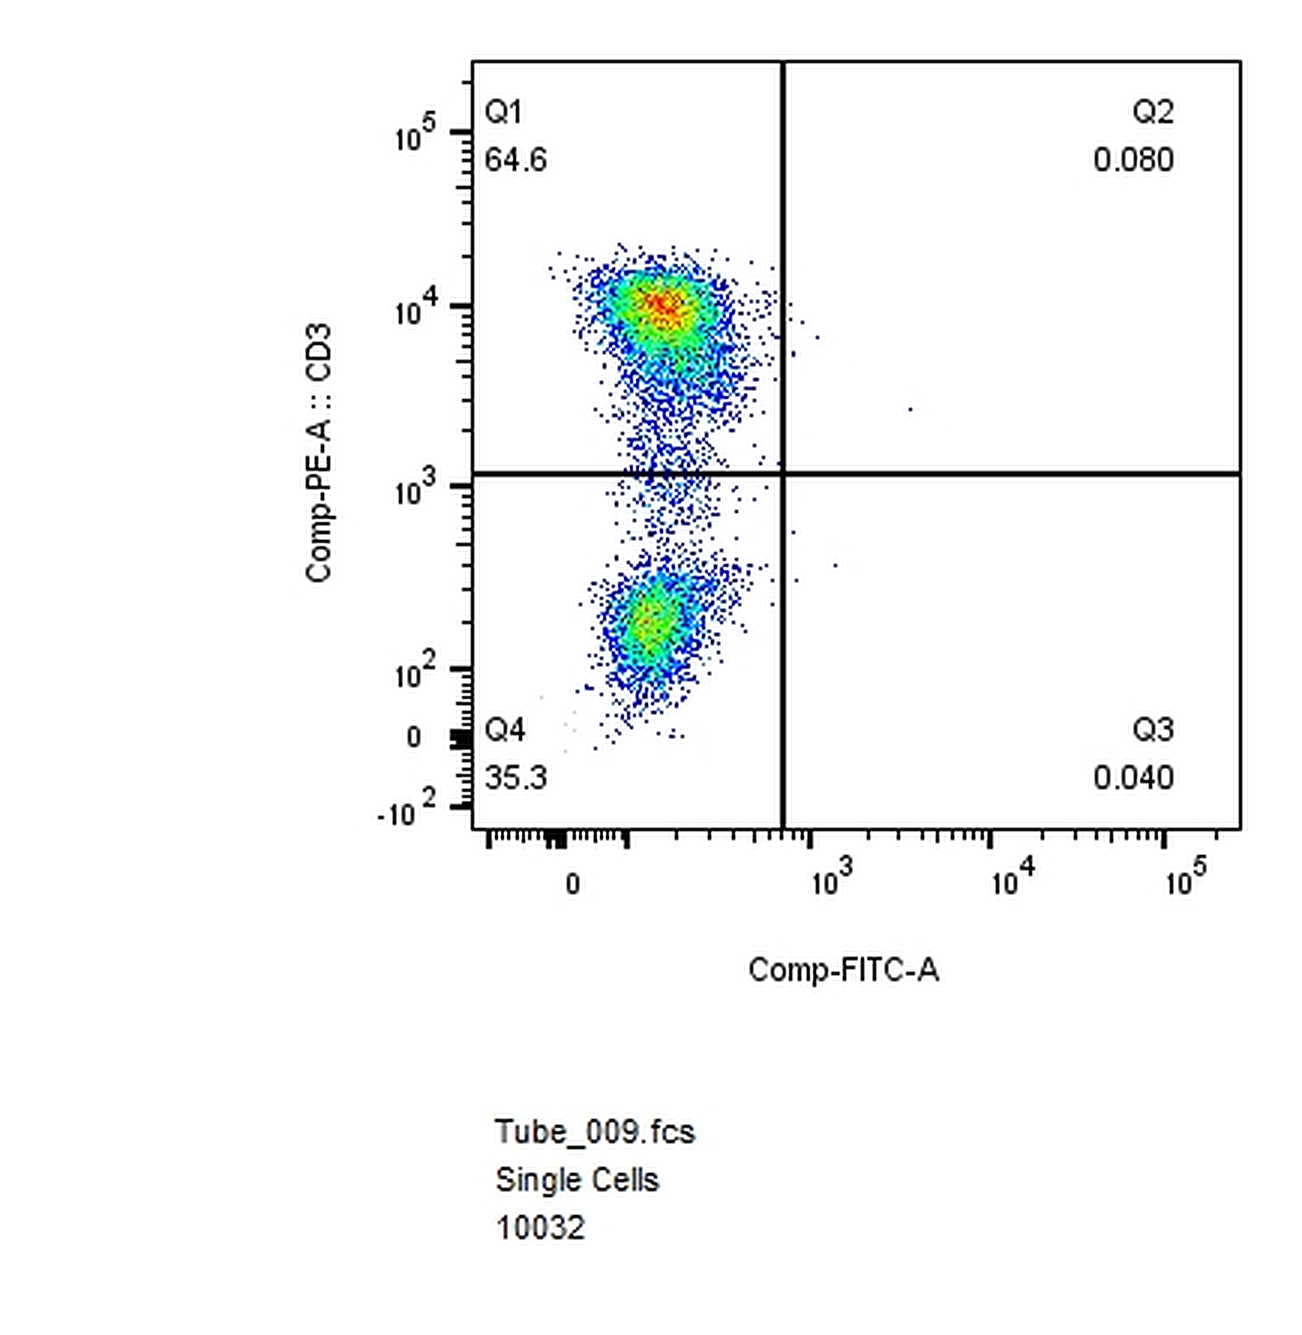 Q1
64.6
Q2
0.080
10^5
10^4
10^3
10^2
0
-10^2
Comp-PE-A :: CD3
Q4
35.3
Q3
0.040
0
10^3
10^4
10^5
Comp-FITC-A
Tube_009.fcs
Single Cells
10032